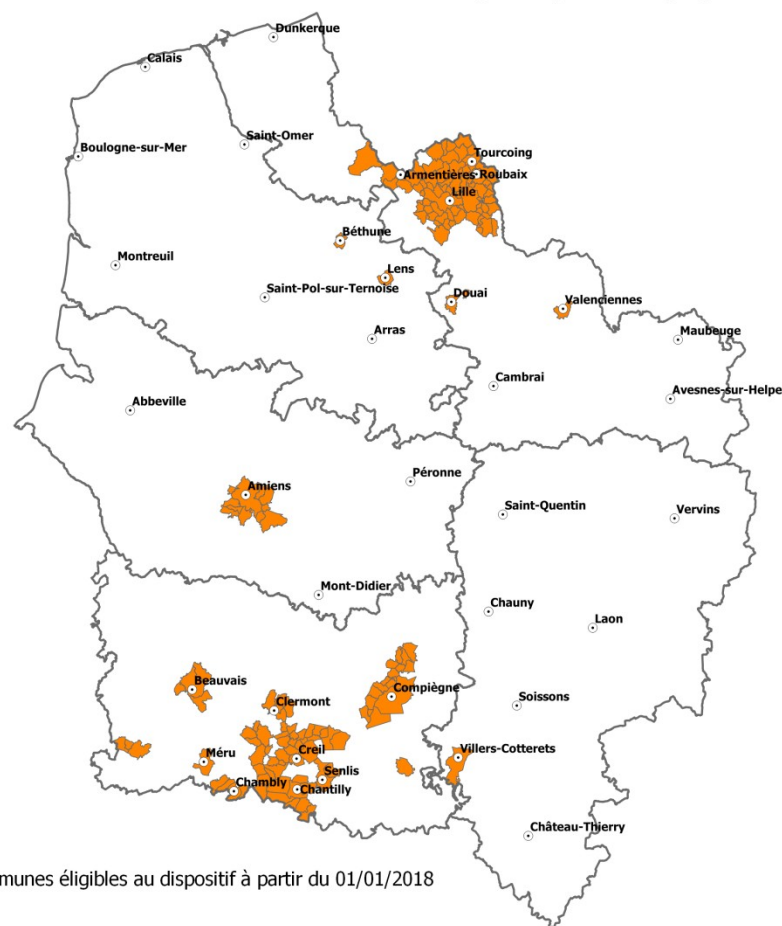 Dunkerque
Calais
Saint-Omer
Boulogne-sur-Mer
Tourcoing
Armentières
Roubaix
Lille
Béthune
Montreuil
Lens
Saint-Pol-sur-Ternoise
Douai
Valenciennes
Arras
Maubeuge
Cambrai
Avesnes-sur-Helpe
Abbeville
Péronne
Amiens
Saint-Quentin
Vervins
Mont-Didier
Chauny
Laon
Beauvais
Compiègne
Clermont
Soissons
Méru
Creil
Villers-Cotterets
Senlis
Chambly
Chantilly
Château-Thierry
munes éligibles au dispositif à partir du 01/01/2018